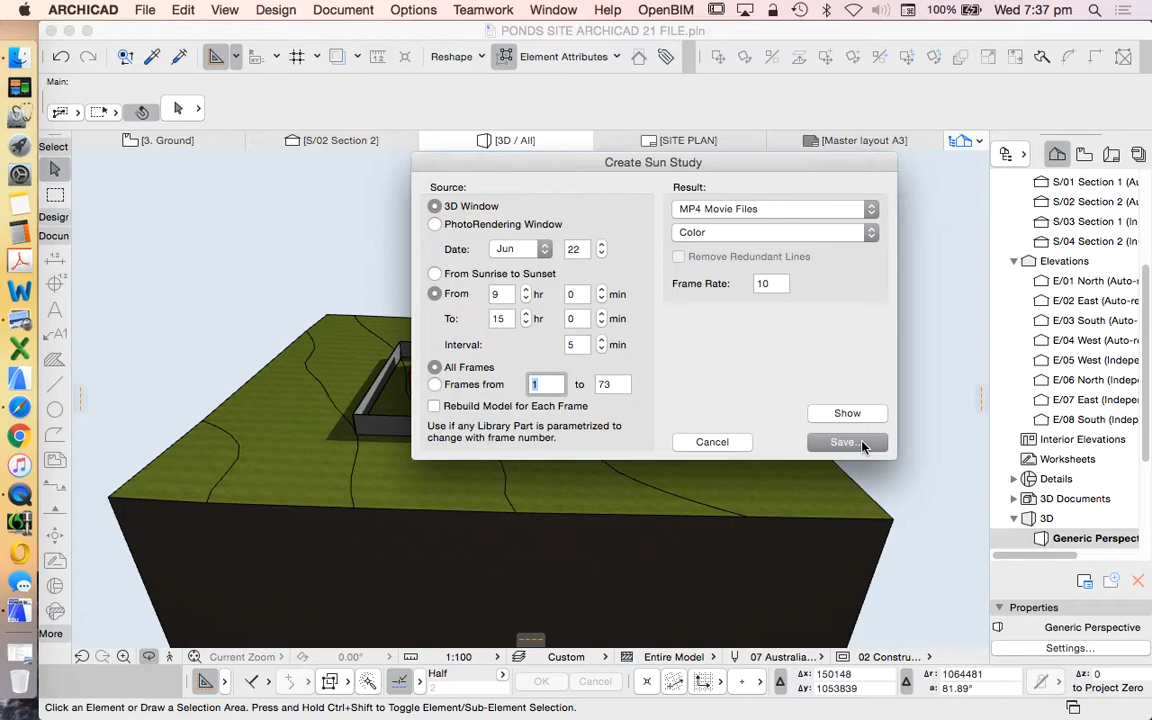 ARCHICAD File Edit View Design Document Options Teamwork Window Help OpenBIM 100% Wed 7:37 pm
PONDS SITE ARCHICAD 21 FILE.pln
Reshape Element Attributes
Main:
[3. Ground] [S/02 Section 2] [3D / All] [SITE PLAN] [Master layout A3]
Select
Design
Docun
More
Create Sun Study
Source:
3D Window
PhotoRendering Window
Date: Jun 22
From Sunrise to Sunset
From 9 hr 0 min
To: 15 hr 0 min
Interval: 5 min
All Frames
Frames from 1 to 73
Rebuild Model for Each Frame
Use if any Library Part is parametrized to
change with frame number.
Result:
MP4 Movie Files
Color
Remove Redundant Lines
Frame Rate: 10
Show
Cancel Save...
S/01 Section 1 (Au
S/02 Section 2 (Au
S/03 Section 1 (In
S/04 Section 2 (In
Elevations
E/01 North (Auto-r
E/02 East (Auto-re
E/03 South (Auto-
E/04 West (Auto-r
E/05 West (Indepe
E/06 North (Indep
E/07 East (Indepe
E/08 South (Indep
Interior Elevations
Worksheets
Details
3D Documents
3D
Generic Perspect
Properties
Generic Perspective
Settings...
Current Zoom 0.00° 1:100 Custom Entire Model 07 Australia... 02 Constru...
Half
2
OK Cancel
Δx: 150148
Δy: 1053839
r: 1064481
a: 81.89°
Δz: 0
to Project Zero
Click an Element or Draw a Selection Area. Press and Hold Ctrl+Shift to Toggle Element/Sub-Element Selection.